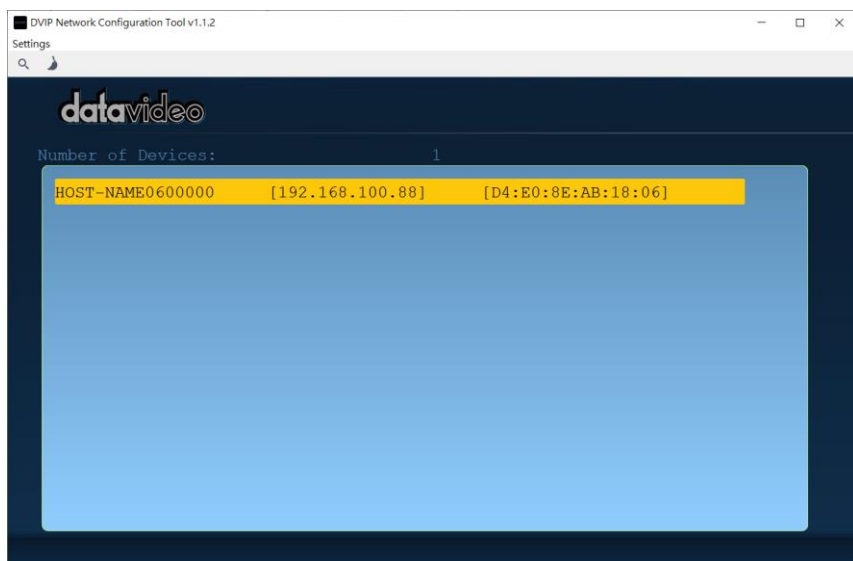 DVIP Network Configuration Tool v1.1.2
Settings
datavideo
Number of Devices: 1
HOST-NAME0600000 [192.168.100.88] [D4:E0:8E:AB:18:06]